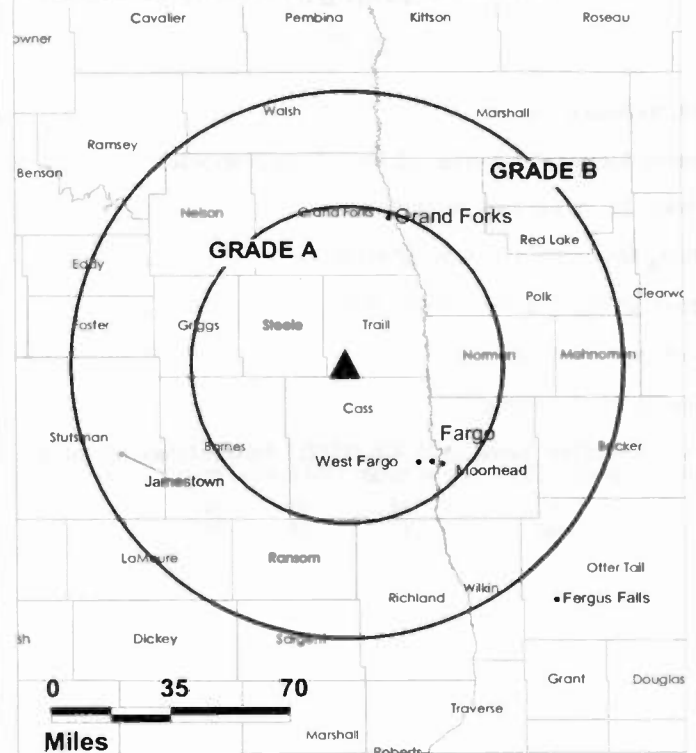 Cavalier Pembina Kittson Roseau
owner
Walsh Marshall
Ramsey
Benson
GRADE B
Nelson Grand Forks Grand Forks
Red Lake
GRADE A
Eddy
Polk Clearwa
Foster Griggs Steele Traill
Norman Mahnomen
Cass
Stutsman Barnes Fargo Becker
West Fargo Moorhead
Jamestown
LaMoure Ransom Otter Tail
Richland Wilkin
Fergus Falls
sh Dickey Sargent
Grant Douglas
0 35 70
Traverse
Miles
Marshall
Roberts